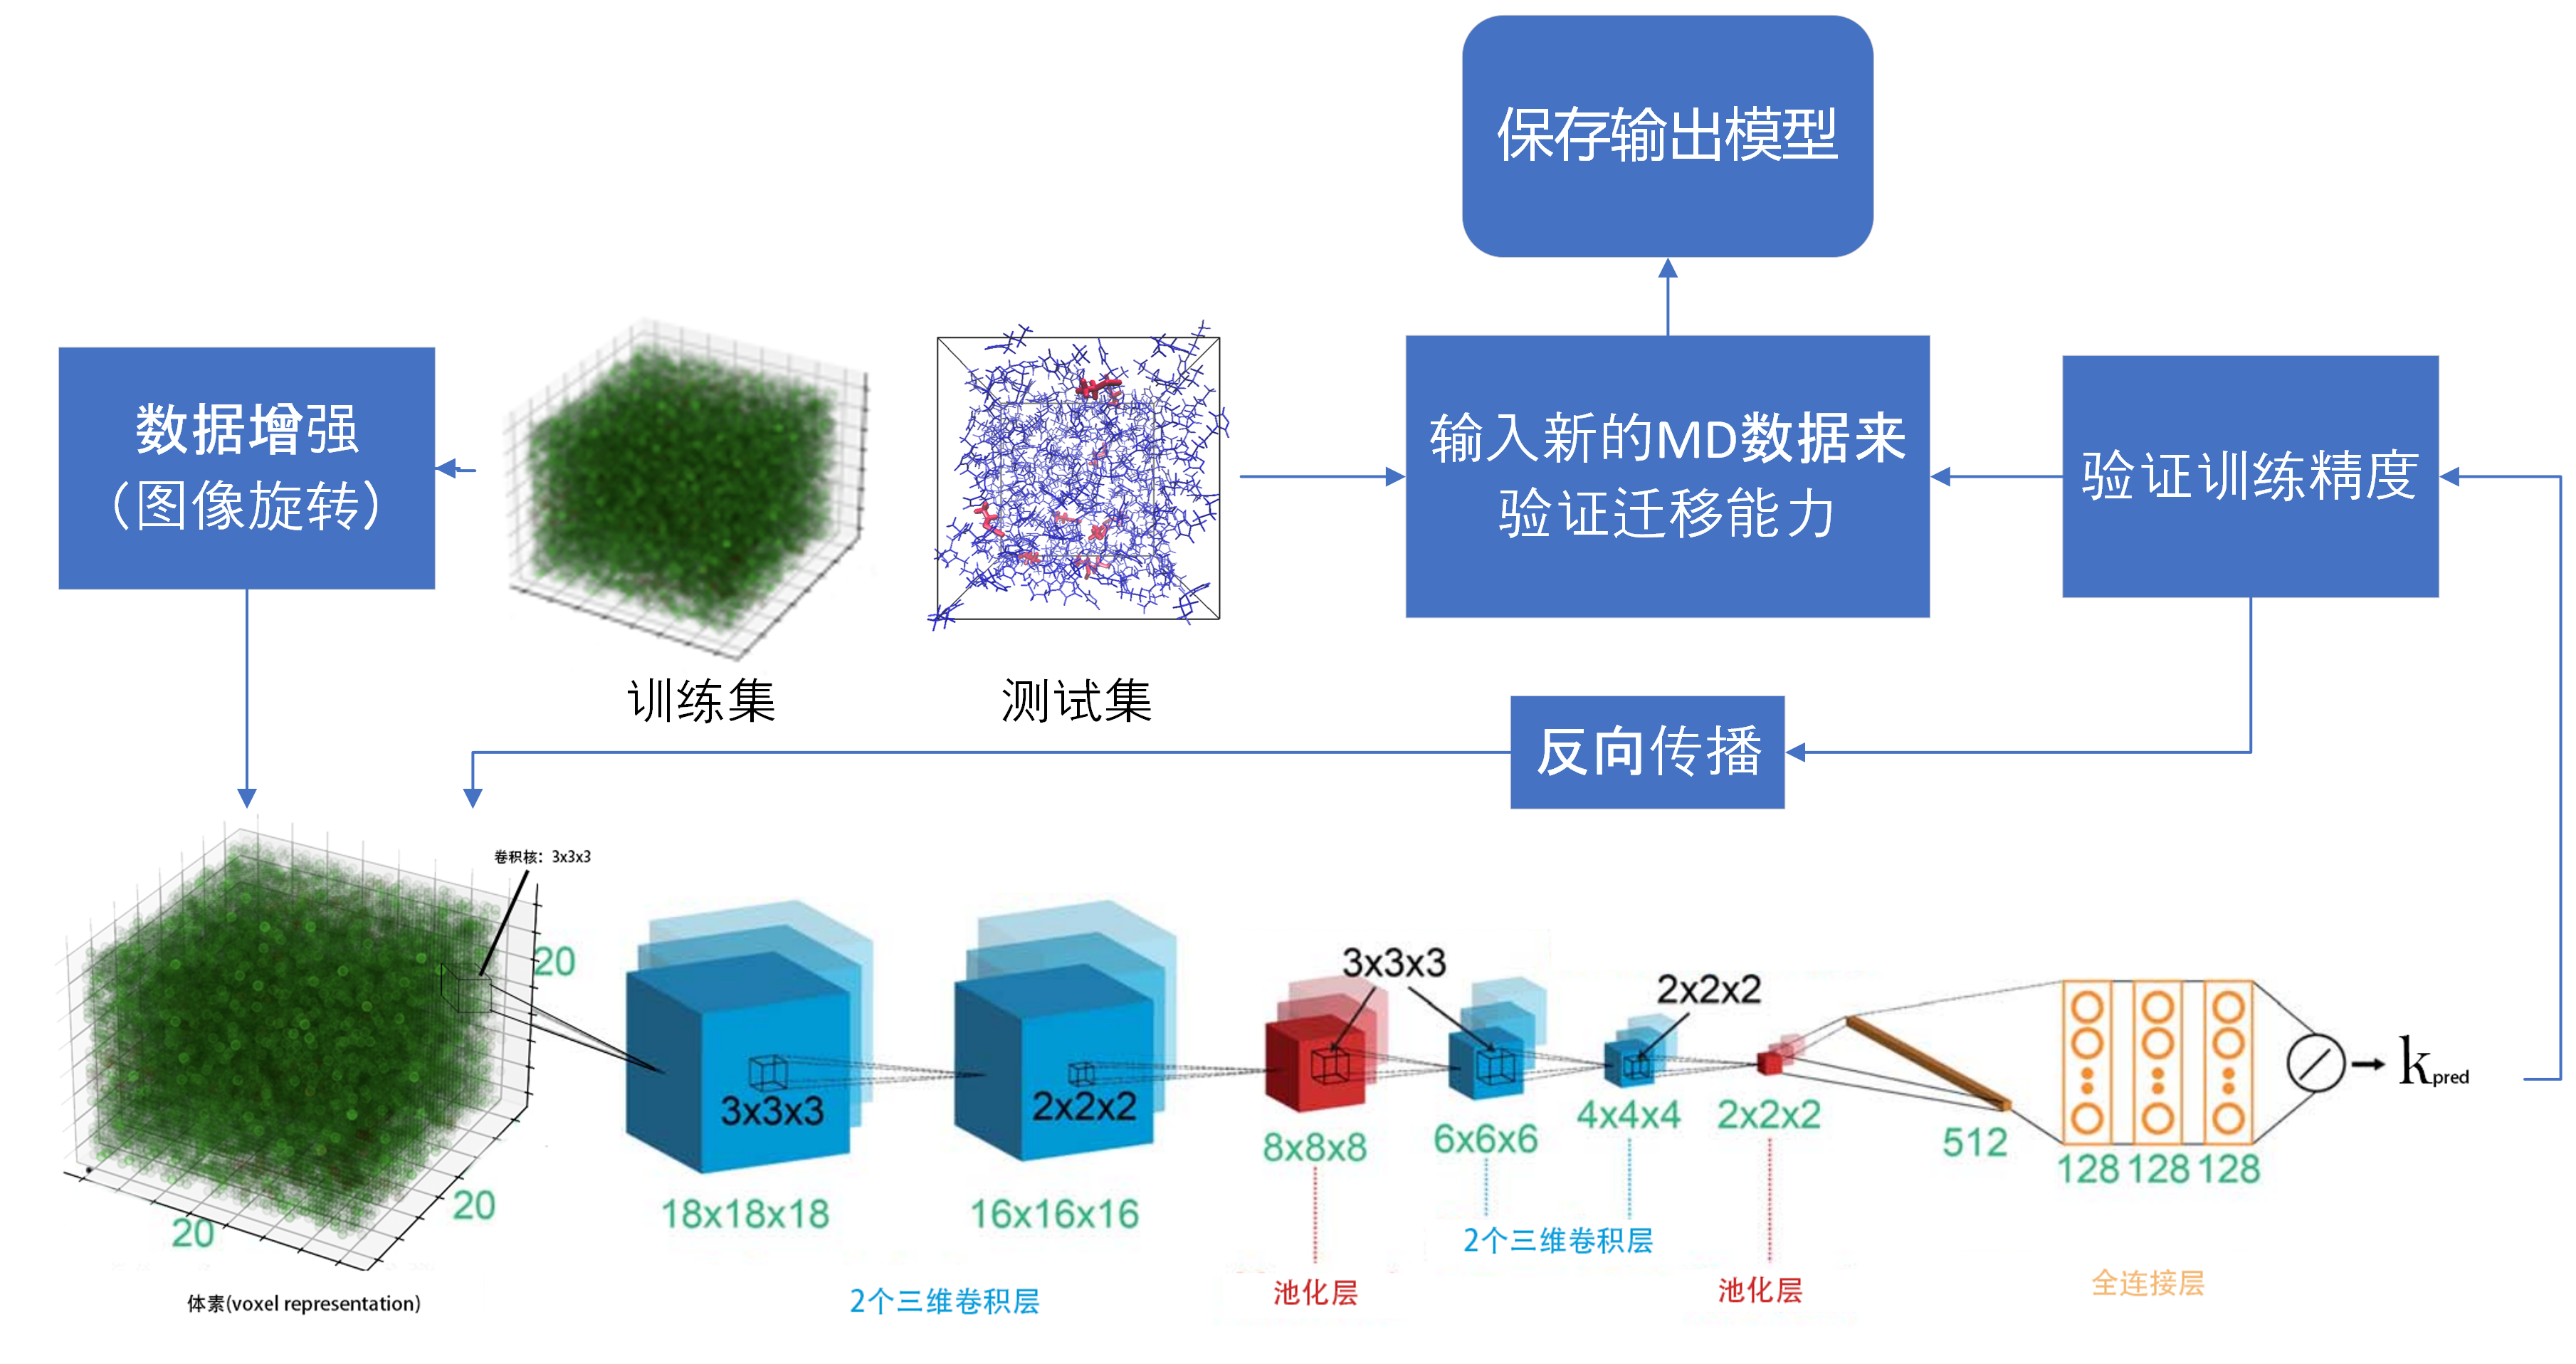 保存输出模型
数据增强
（图像旋转）
输入新的MD数据来
验证迁移能力
验证训练精度
训练集
测试集
反向传播
卷积核：3x3x3
20
20
20
体素(voxel representation)
3x3x3
18x18x18
2x2x2
16x16x16
2个三维卷积层
3x3x3
8x8x8
池化层
6x6x6
2x2x2
4x4x4
2个三维卷积层
2x2x2
池化层
512
128 128 128
全连接层
kpred